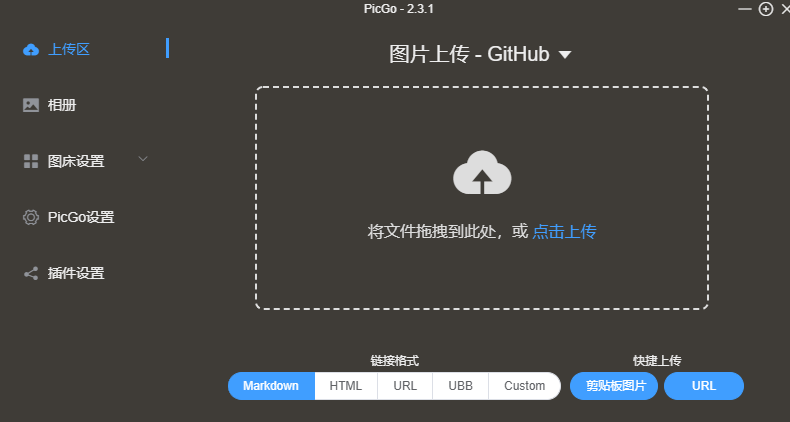 PicGo - 2.3.1
上传区
相册
图床设置
PicGo设置
插件设置
图片上传 - GitHub
将文件拖拽到此处，或 点击上传
链接格式
Markdown HTML URL UBB Custom
快捷上传
剪贴板图片 URL